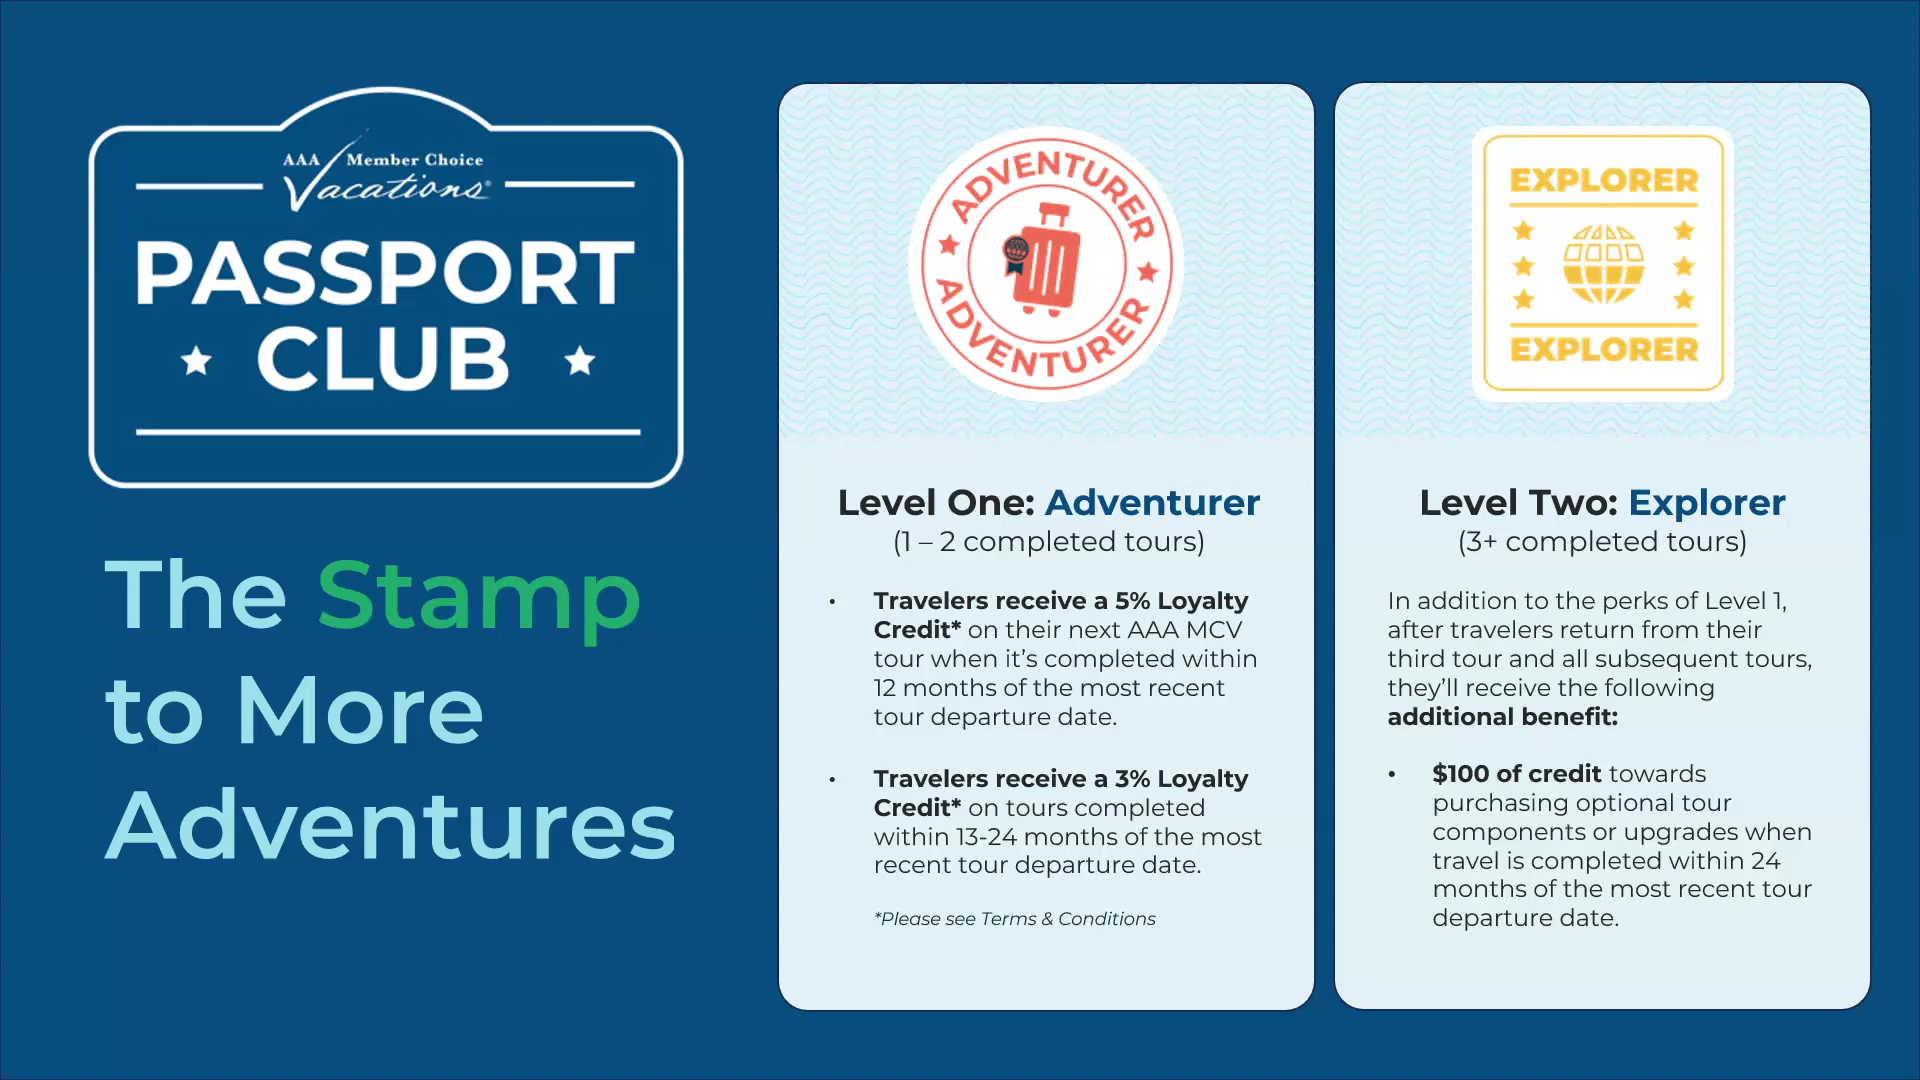 AAA Member Choice
Vacations®
PASSPORT
CLUB
The Stamp
to More
Adventures
ADVENTURER
ADVENTURER
Level One: Adventurer
(1 – 2 completed tours)
• Travelers receive a 5% Loyalty
Credit* on their next AAA MCV
tour when it’s completed within
12 months of the most recent
tour departure date.
• Travelers receive a 3% Loyalty
Credit* on tours completed
within 13-24 months of the most
recent tour departure date.
*Please see Terms & Conditions
EXPLORER
EXPLORER
Level Two: Explorer
(3+ completed tours)
In addition to the perks of Level 1,
after travelers return from their
third tour and all subsequent tours,
they’ll receive the following
additional benefit:
• $100 of credit towards
purchasing optional tour
components or upgrades when
travel is completed within 24
months of the most recent tour
departure date.